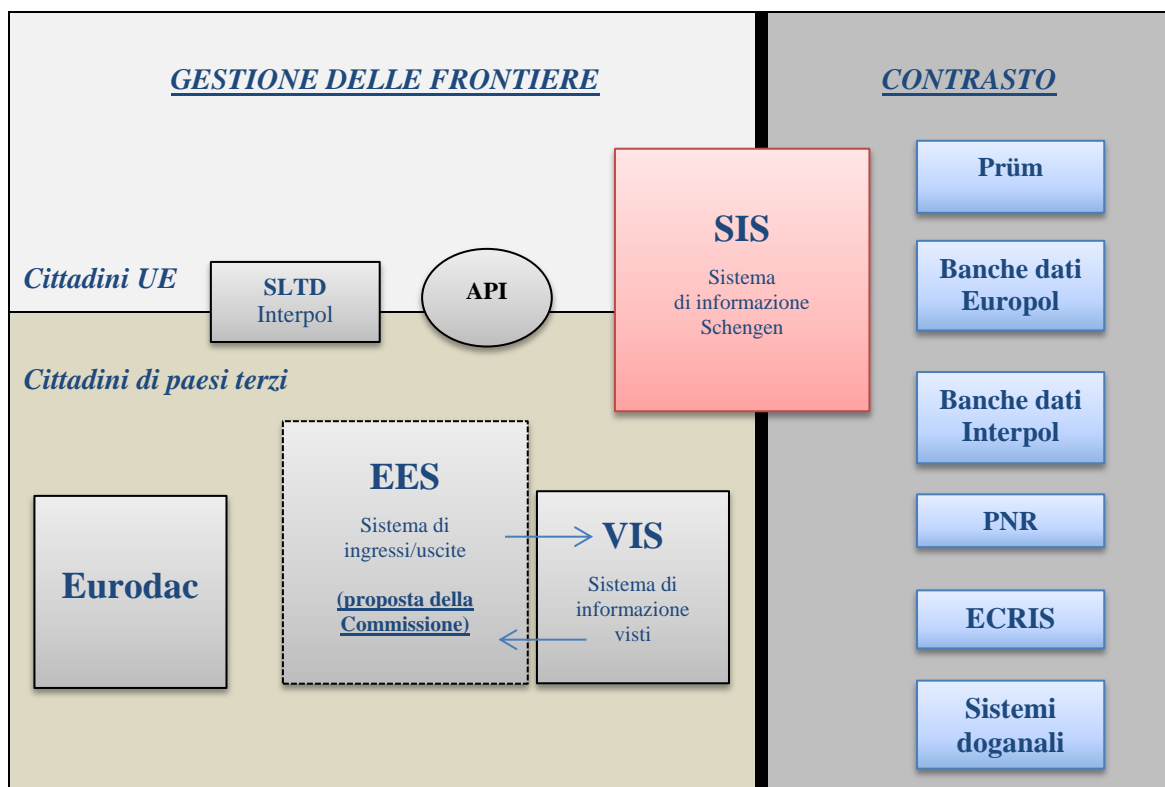 GESTIONE DELLE FRONTIERE
CONTRASTO
Cittadini UE
SLTD
Interpol
API
SIS
Sistema
di informazione
Schengen
Cittadini di paesi terzi
Eurodac
EES
Sistema di
ingressi/uscite
(proposta della
Commissione)
VIS
Sistema di
informazione
visti
Prüm
Banche dati
Europol
Banche dati
Interpol
PNR
ECRIS
Sistemi
doganali